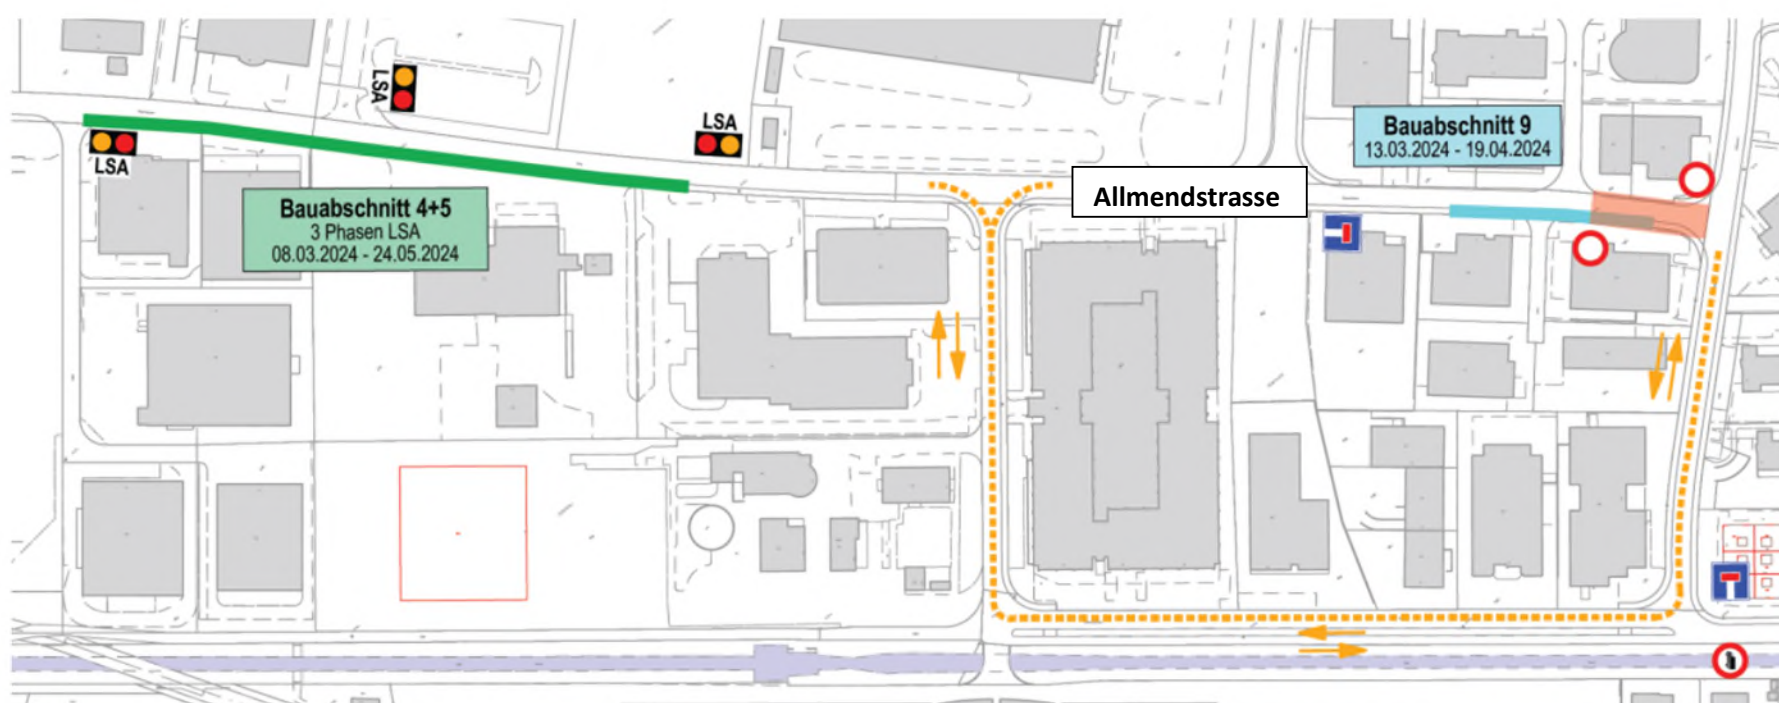 LSA
LSA
LSA
Bauabschnitt 4+5
3 Phasen LSA
08.03.2024 - 24.05.2024
Bauabschnitt 9
13.03.2024 - 19.04.2024
Allmendstrasse